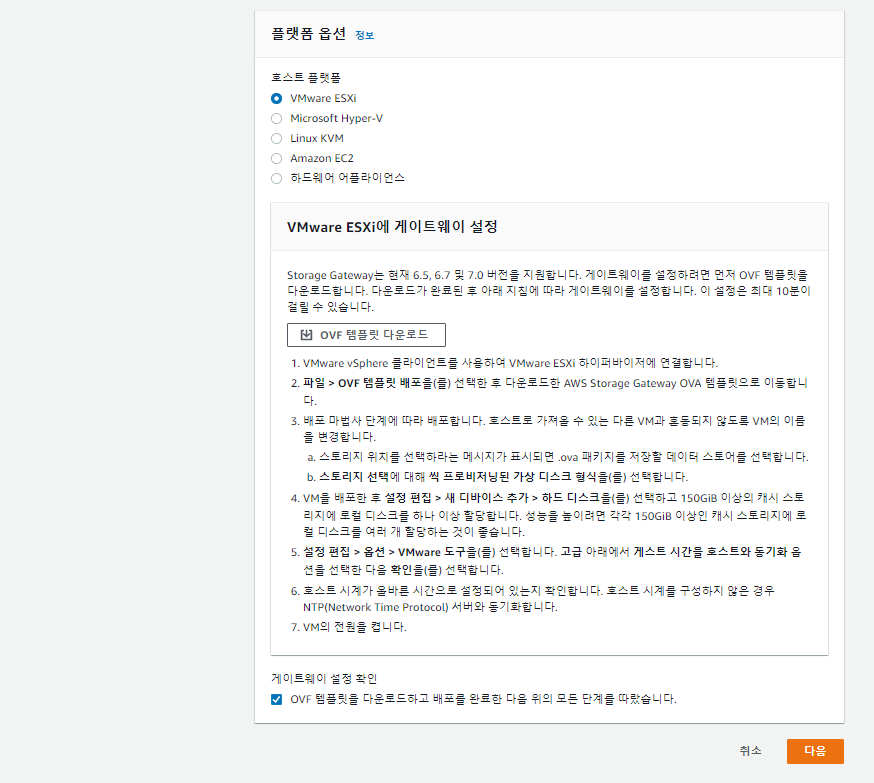 플랫폼 옵션 정보
호스트 플랫폼
VMware ESXi
Microsoft Hyper-V
Linux KVM
Amazon EC2
하드웨어 어플라이언스
VMware ESXi에 게이트웨이 설정
Storage Gateway는 현재 6.5, 6.7 및 7.0 버전을 지원합니다. 게이트웨이를 설정하려면 먼저 OVF 템플릿을
다운로드합니다. 다운로드가 완료된 후 아래 지침에 따라 게이트웨이를 설정합니다. 이 설정은 최대 10분이
걸릴 수 있습니다.
OVF 템플릿 다운로드
1. VMware vSphere 클라이언트를 사용하여 VMware ESXi 하이퍼바이저에 연결합니다.
2. 파일 > OVF 템플릿 배포을(를) 선택한 후 다운로드한 AWS Storage Gateway OVA 템플릿으로 이동합니
다.
3. 배포 마법사 단계에 따라 배포합니다. 호스트로 가져올 수 있는 다른 VM과 혼동되지 않도록 VM의 이름
을 변경합니다.
a. 스토리지 위치를 선택하라는 메시지가 표시되면 .ova 패키지를 저장할 데이터 스토어를 선택합니다.
b. 스토리지 선택에 대해 씩 프로비저닝된 가상 디스크 형식을(를) 선택합니다.
4. VM을 배포한 후 설정 편집 > 새 디바이스 추가 > 하드 디스크을(를) 선택하고 150GiB 이상의 캐시 스토
리지에 로컬 디스크를 하나 이상 할당합니다. 성능을 높이려면 각각 150GiB 이상인 캐시 스토리지에 로
컬 디스크를 여러 개 할당하는 것이 좋습니다.
5. 설정 편집 > 옵션 > VMware 도구을(를) 선택합니다. 고급 아래에서 게스트 시간을 호스트와 동기화 옵
션을 선택한 다음 확인을(를) 선택합니다.
6. 호스트 시계가 올바른 시간으로 설정되어 있는지 확인합니다. 호스트 시계를 구성하지 않은 경우
NTP(Network Time Protocol) 서버와 동기화합니다.
7. VM의 전원을 켭니다.
게이트웨이 설정 확인
OVF 템플릿을 다운로드하고 배포를 완료한 다음 위의 모든 단계를 따랐습니다.
취소 다음